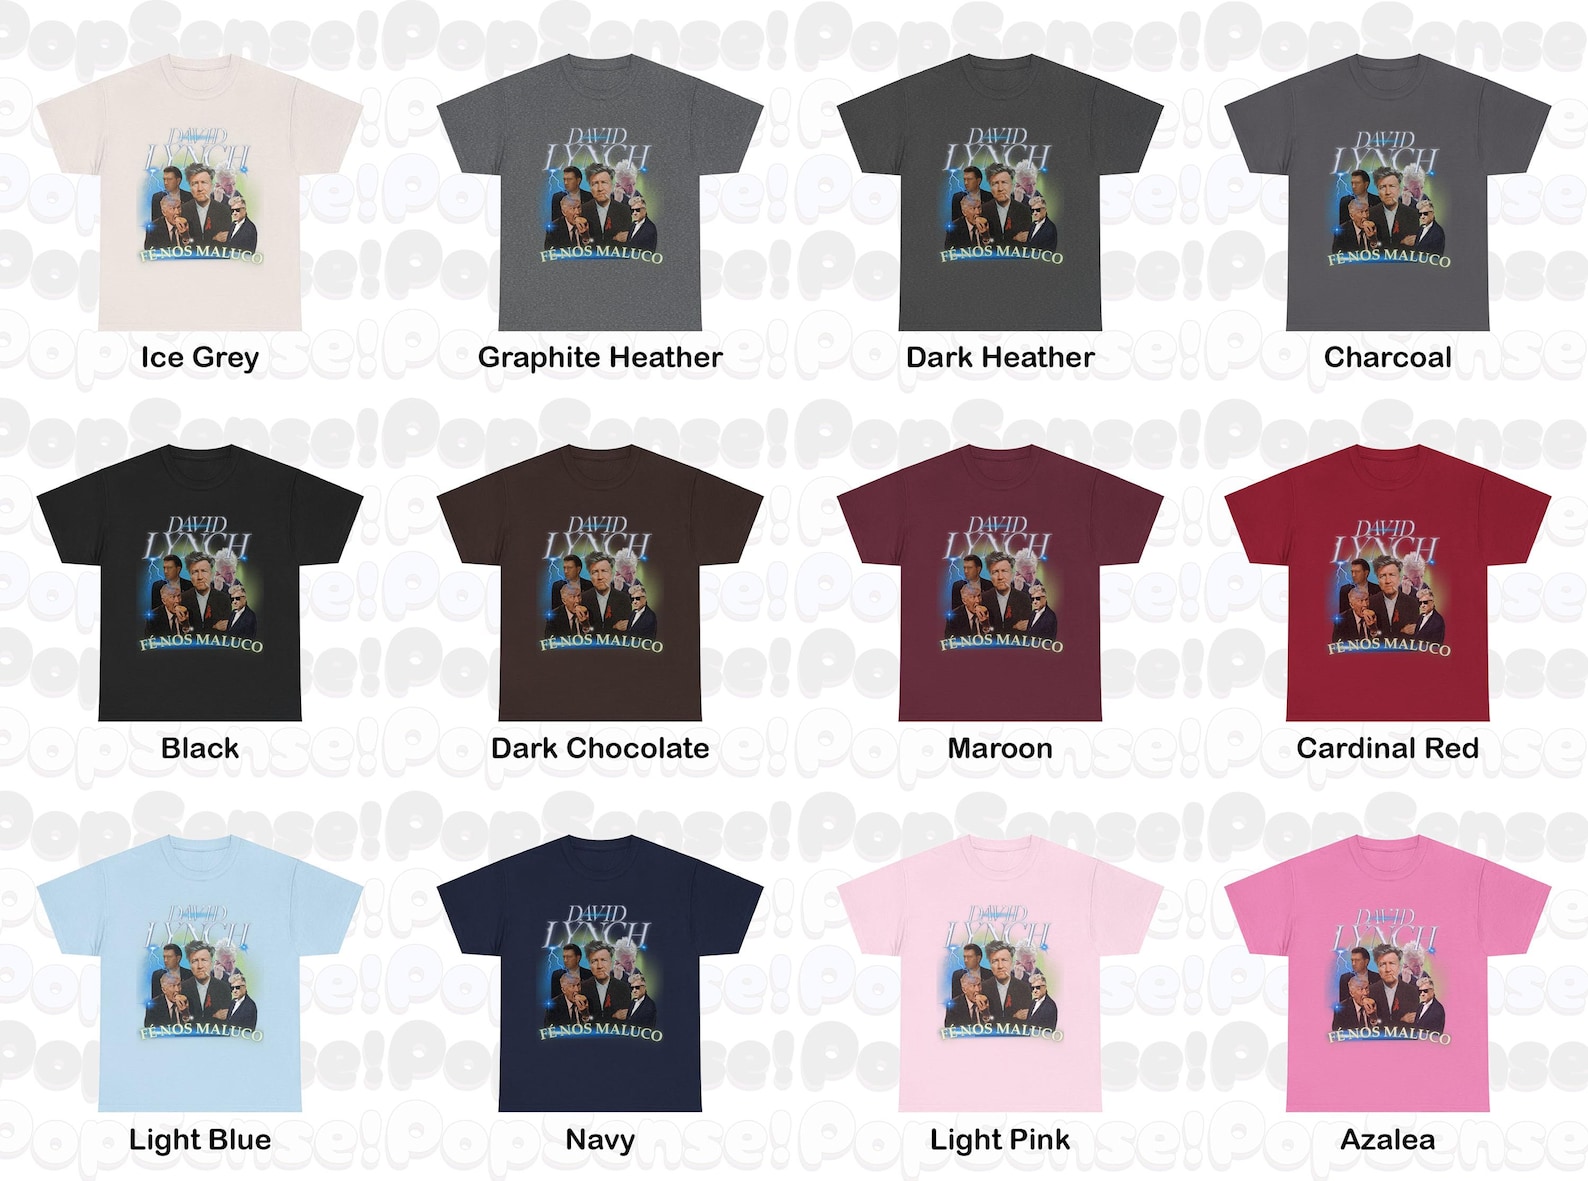 PopSense! PopSense! PopSense! PopSense!
DAVID
LYNCH
FÉ NOS MALUCO
DAVID
LYNCH
FÉ NOS MALUCO
DAVID
LYNCH
FÉ NOS MALUCO
DAVID
LYNCH
FÉ NOS MALUCO
Ice Grey
Graphite Heather
Dark Heather
Charcoal
DAVID
LYNCH
FÉ NOS MALUCO
DAVID
LYNCH
FÉ NOS MALUCO
DAVID
LYNCH
FÉ NOS MALUCO
DAVID
LYNCH
FÉ NOS MALUCO
Black
Dark Chocolate
Maroon
Cardinal Red
DAVID
LYNCH
FÉ NOS MALUCO
DAVID
LYNCH
FÉ NOS MALUCO
DAVID
LYNCH
FÉ NOS MALUCO
DAVID
LYNCH
FÉ NOS MALUCO
Light Blue
Navy
Light Pink
Azalea